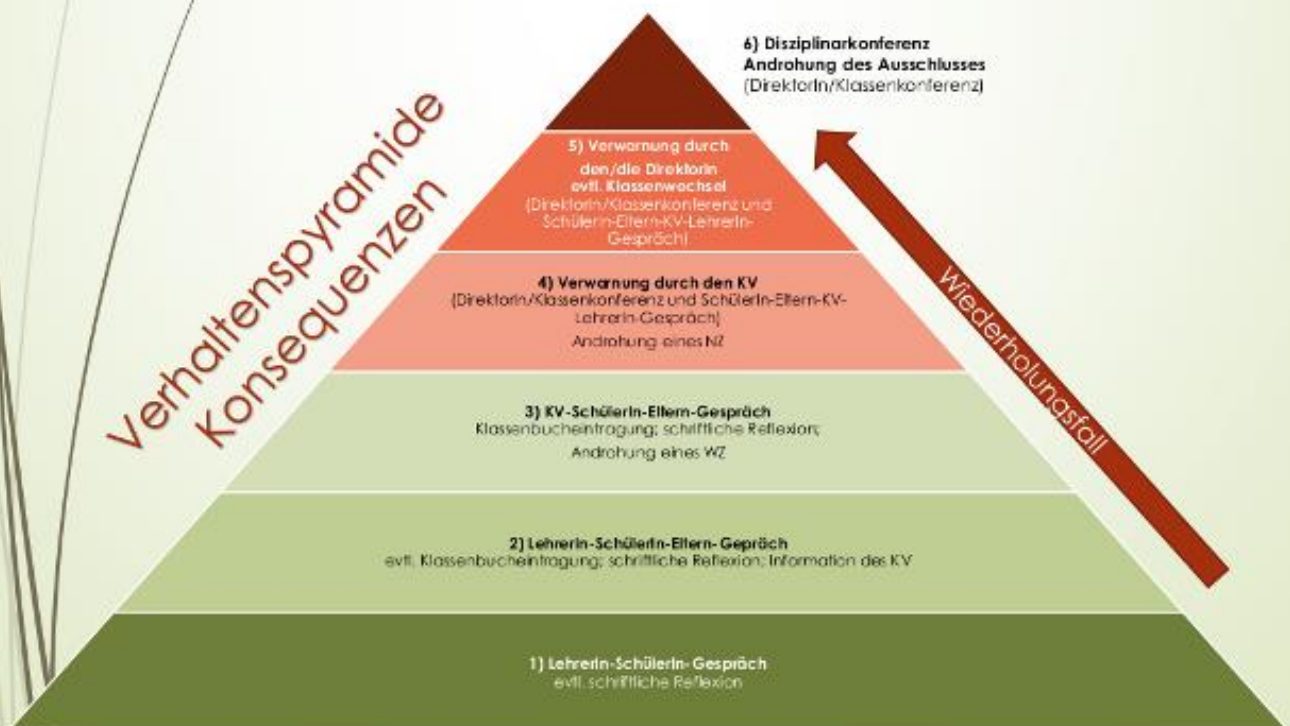 Verhaltenspyramide
Konsequenzen
6) Disziplinarkonferenz
Androhung des Ausschlusses
(DirektorIn/Klassenkonferenz)
5) Verwarnung durch
den/die DirektorIn
evtl. Klassenwechsel
(DirektorIn/Klassenkonferenz und
SchülerIn-Eltern-KV-LehrerIn-
Gespräch)
4) Verwarnung durch den KV
(DirektorIn/Klassenkonferenz und SchülerIn-Eltern-KV-
LehrerIn-Gespräch)
Androhung eines NZ
3) KV-SchülerIn-Eltern-Gespräch
Klassenbucheintragung; schriftliche Reflexion;
Androhung eines WZ
2) LehrerIn-SchülerIn-Eltern- Gepräch
evtl. Klassenbucheintragung; schriftliche Reflexion; Information des KV
1) LehrerIn-SchülerIn- Gespräch
evtl. schriftliche Reflexion
Wiederholungsfall